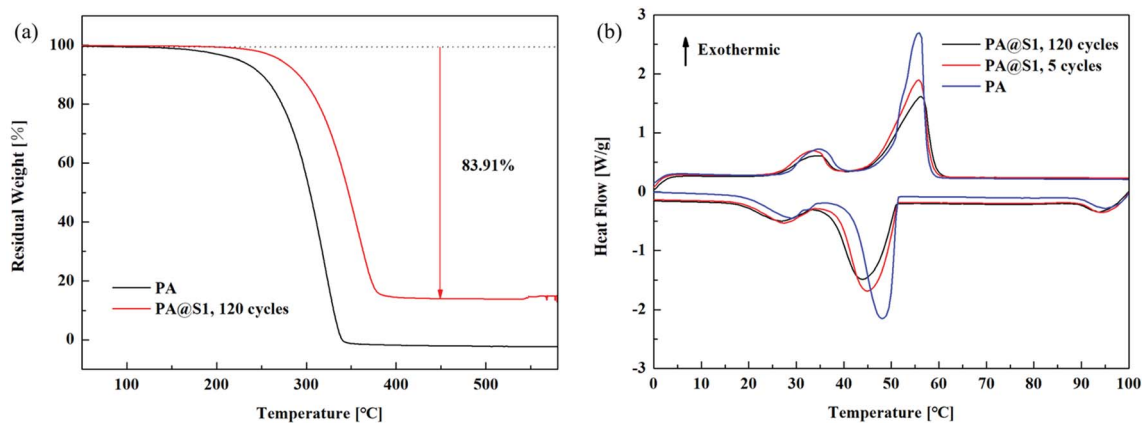 (a)
100
80
60
40
20
0
Residual Weight [%]
83.91%
PA
PA@S1, 120 cycles
100
200
300
400
500
Temperature [℃]
(b)
3
2
1
0
-1
-2
-3
Heat Flow [W/g]
Exothermic
PA@S1, 120 cycles
PA@S1, 5 cycles
PA
0
10
20
30
40
50
60
70
80
90
100
Temperature [℃]